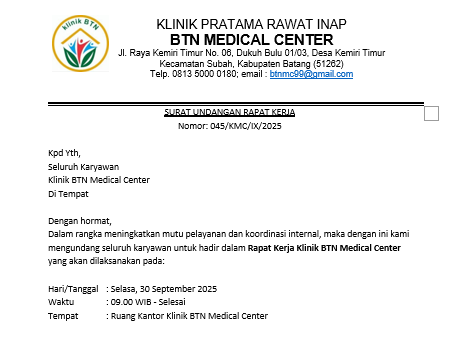 klinik BTN
KLINIK PRATAMA RAWAT INAP
BTN MEDICAL CENTER
Jl. Raya Kemiri Timur No. 06, Dukuh Bulu 01/03, Desa Kemiri Timur
Kecamatan Subah, Kabupaten Batang (51262)
Telp. 0813 5000 0180; email : btnmc99@gmail.com
SURAT UNDANGAN RAPAT KERJA
Nomor: 045/KMC/IX/2025
Kpd Yth,
Seluruh Karyawan
Klinik BTN Medical Center
Di Tempat
Dengan hormat,
Dalam rangka meningkatkan mutu pelayanan dan koordinasi internal, maka dengan ini kami
mengundang seluruh karyawan untuk hadir dalam Rapat Kerja Klinik BTN Medical Center
yang akan dilaksanakan pada:
Hari/Tanggal : Selasa, 30 September 2025
Waktu : 09.00 WIB - Selesai
Tempat : Ruang Kantor Klinik BTN Medical Center